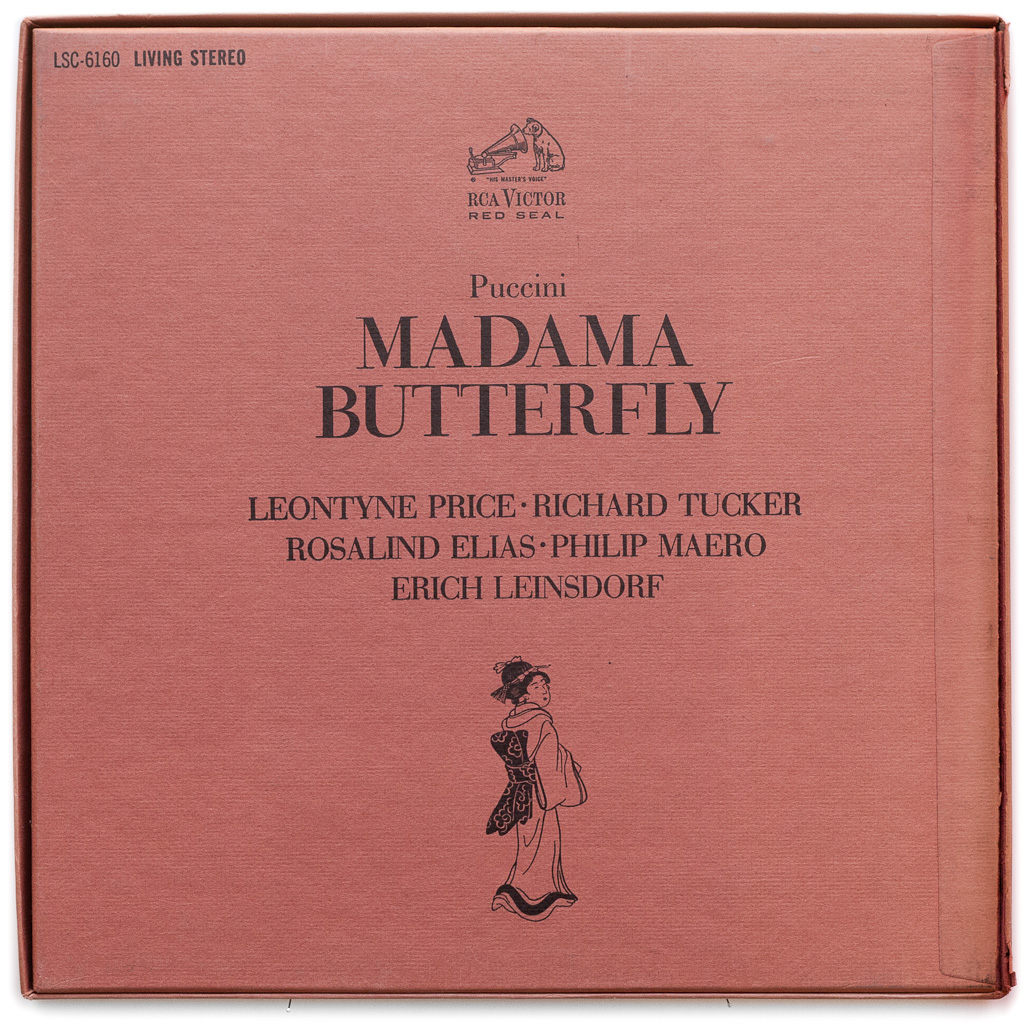 LSC-6160 LIVING STEREO
"HIS MASTER'S VOICE"
RCA VICTOR
RED SEAL
Puccini
MADAMA
BUTTERFLY
LEONTYNE PRICE · RICHARD TUCKER
ROSALIND ELIAS · PHILIP MAERO
ERICH LEINSDORF